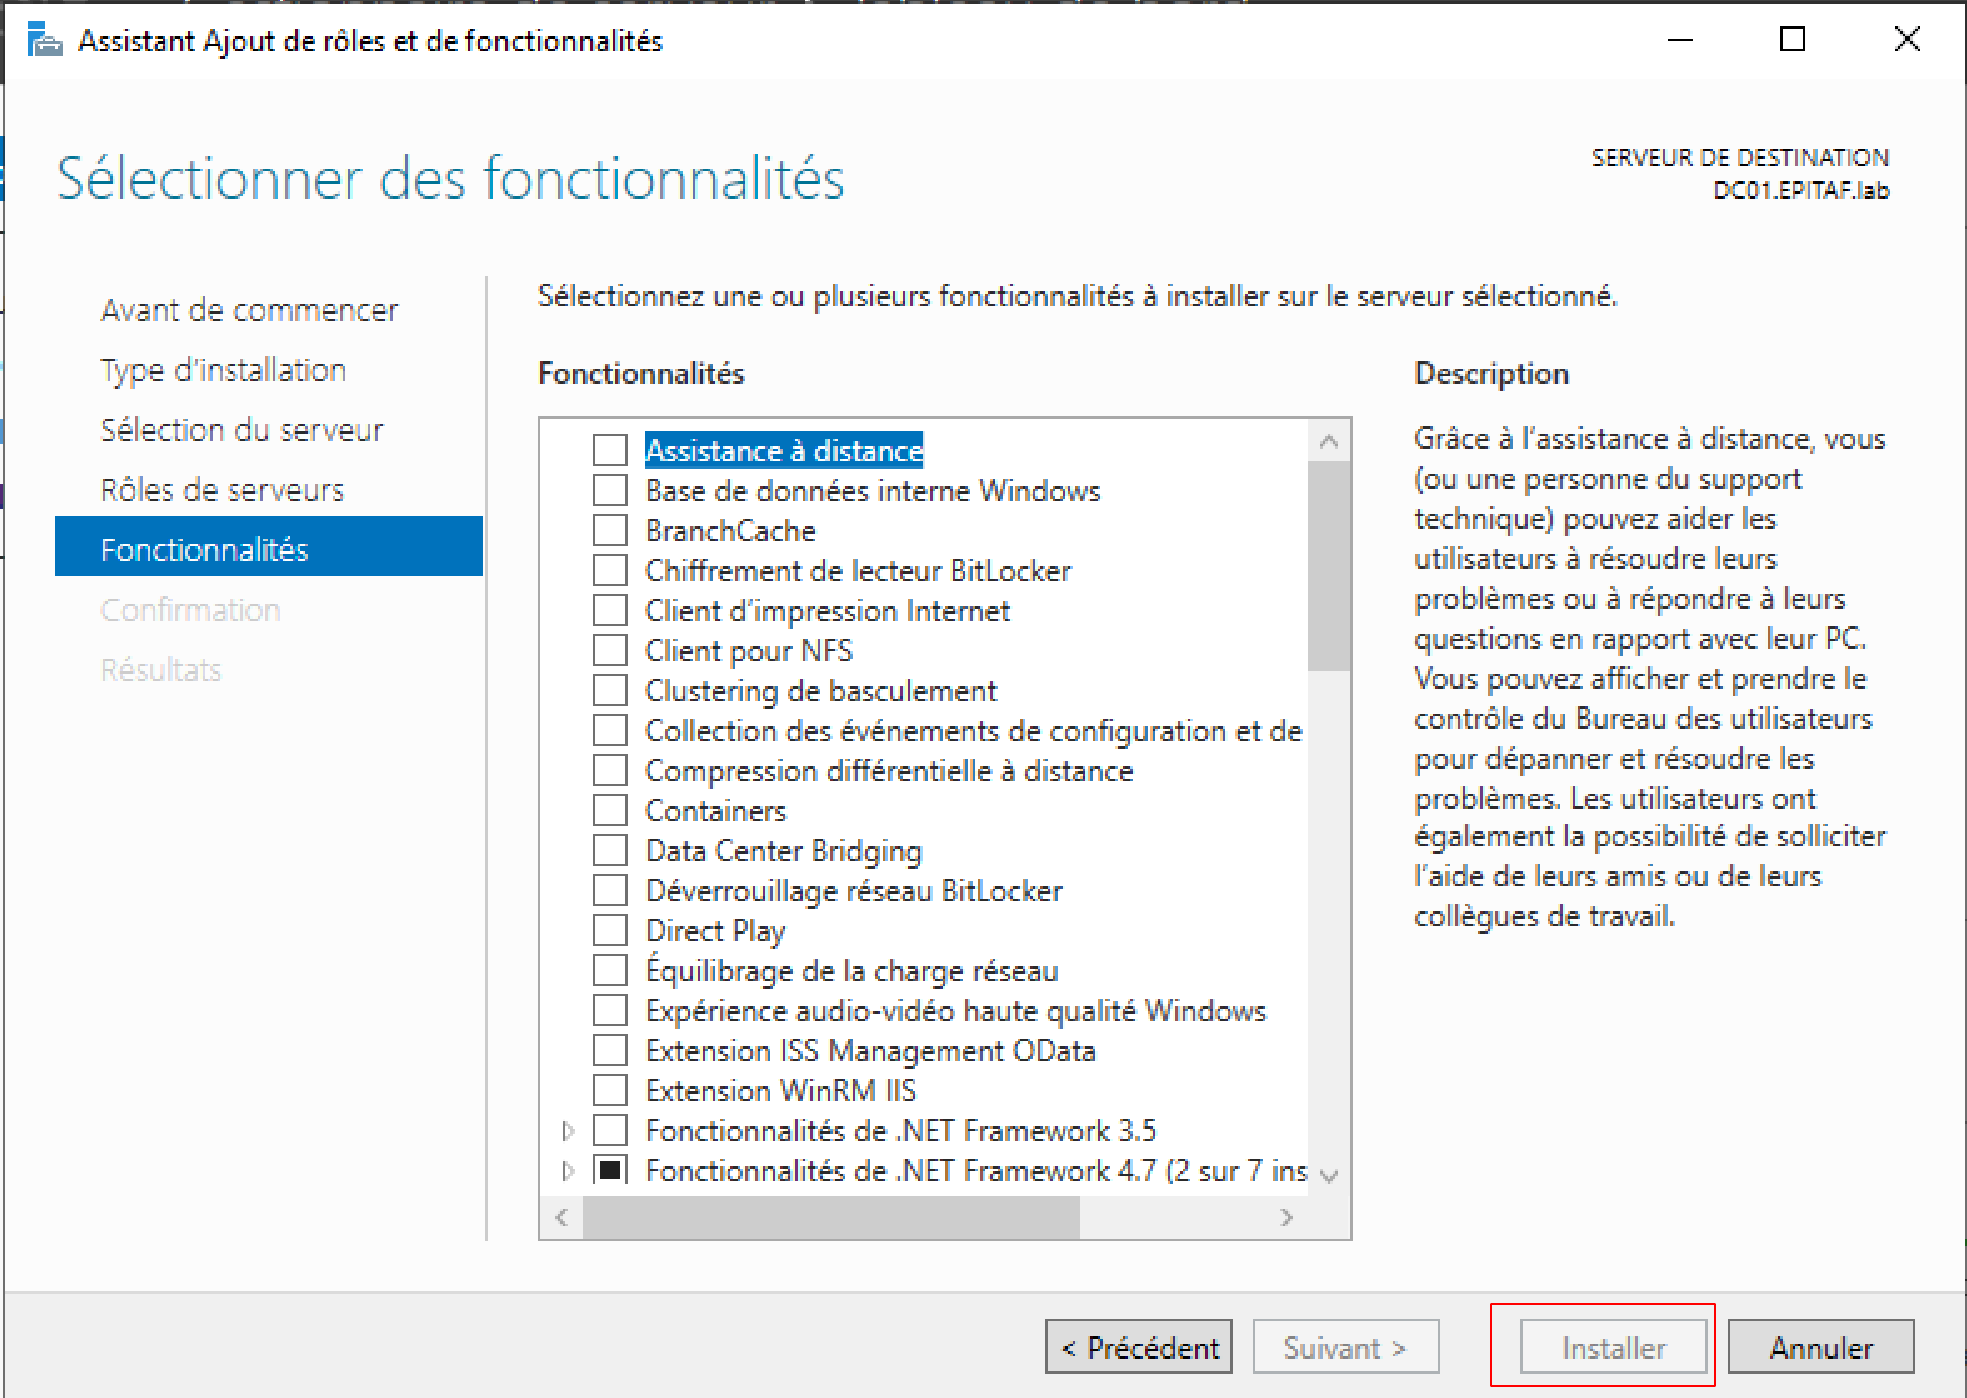 Assistant Ajout de rôles et de fonctionnalités
Sélectionner des fonctionnalités
SERVEUR DE DESTINATION
DC01.EPITAF.lab
Avant de commencer
Type d'installation
Sélection du serveur
Rôles de serveurs
Fonctionnalités
Confirmation
Résultats
Sélectionnez une ou plusieurs fonctionnalités à installer sur le serveur sélectionné.
Fonctionnalités
Assistance à distance
Base de données interne Windows
BranchCache
Chiffrement de lecteur BitLocker
Client d'impression Internet
Client pour NFS
Clustering de basculement
Collection des événements de configuration et de
Compression différentielle à distance
Containers
Data Center Bridging
Déverrouillage réseau BitLocker
Direct Play
Équilibrage de la charge réseau
Expérience audio-vidéo haute qualité Windows
Extension ISS Management OData
Extension WinRM IIS
Fonctionnalités de .NET Framework 3.5
Fonctionnalités de .NET Framework 4.7 (2 sur 7 ins
Description
Grâce à l'assistance à distance, vous
(ou une personne du support
technique) pouvez aider les
utilisateurs à résoudre leurs
problèmes ou à répondre à leurs
questions en rapport avec leur PC.
Vous pouvez afficher et prendre le
contrôle du Bureau des utilisateurs
pour dépanner et résoudre les
problèmes. Les utilisateurs ont
également la possibilité de solliciter
l'aide de leurs amis ou de leurs
collègues de travail.
< Précédent
Suivant >
Installer
Annuler